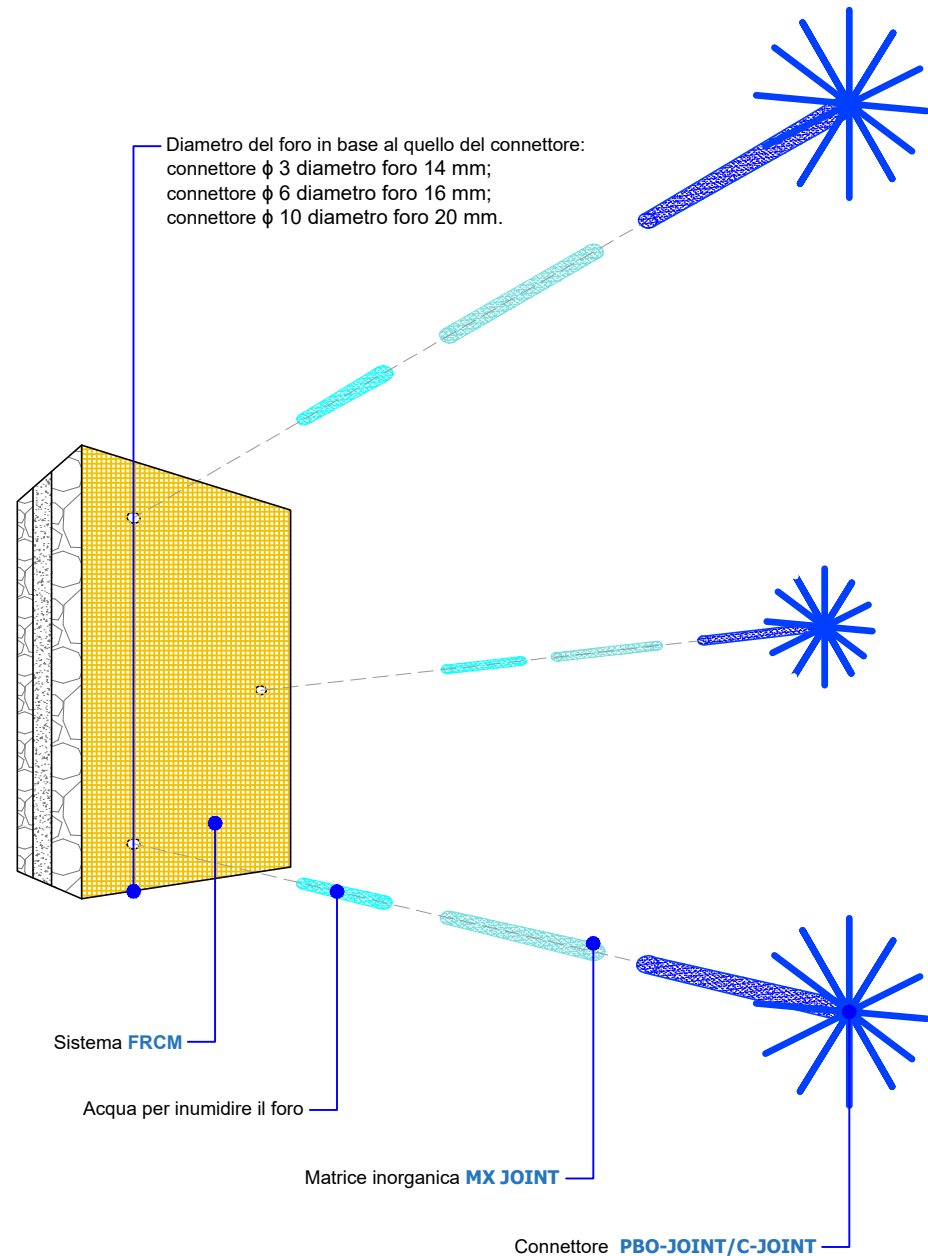 Diametro del foro in base al quello del connettore:
connettore ϕ 3 diametro foro 14 mm;
connettore ϕ 6 diametro foro 16 mm;
connettore ϕ 10 diametro foro 20 mm.
Sistema FRCM
Acqua per inumidire il foro
Matrice inorganica MX JOINT
Connettore PBO-JOINT/C-JOINT